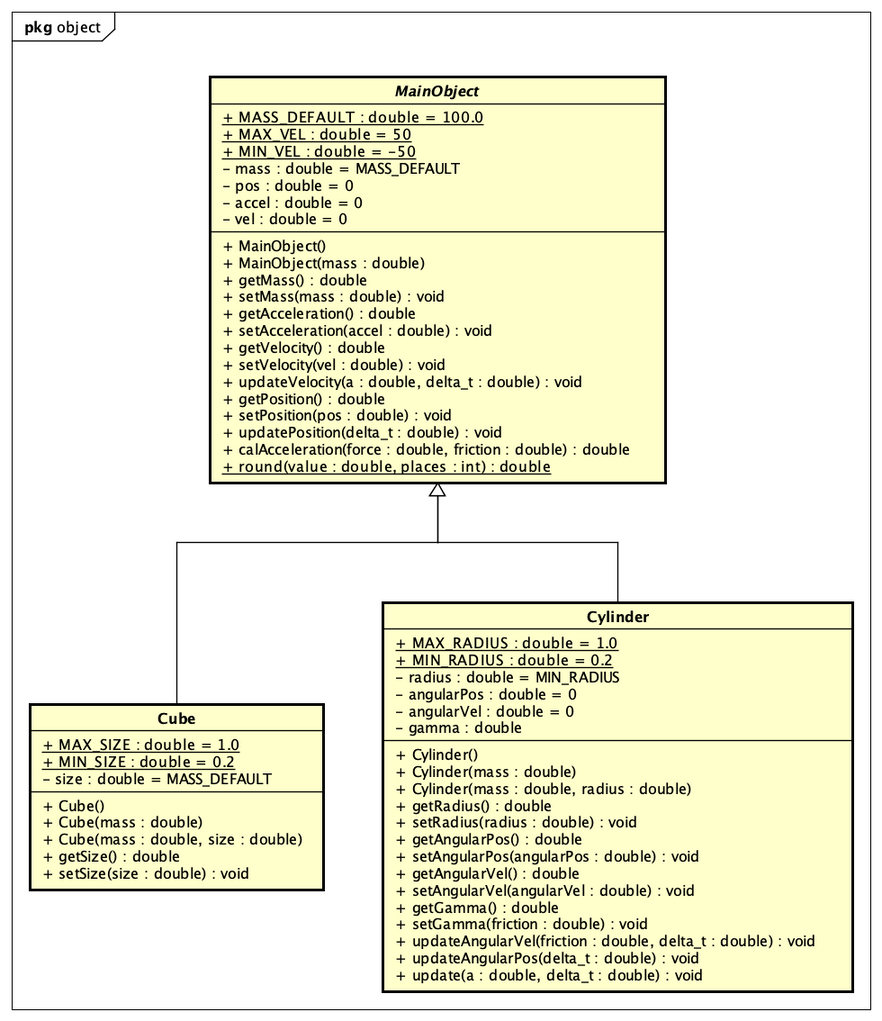 pkg object
MainObject
+ MASS_DEFAULT : double = 100.0
+ MAX_VEL : double = 50
+ MIN_VEL : double = -50
- mass : double = MASS_DEFAULT
- pos : double = 0
- accel : double = 0
- vel : double = 0
+ MainObject()
+ MainObject(mass : double)
+ getMass() : double
+ setMass(mass : double) : void
+ getAcceleration() : double
+ setAcceleration(accel : double) : void
+ getVelocity() : double
+ setVelocity(vel : double) : void
+ updateVelocity(a : double, delta_t : double) : void
+ getPosition() : double
+ setPosition(pos : double) : void
+ updatePosition(delta_t : double) : void
+ calAcceleration(force : double, friction : double) : double
+ round(value : double, places : int) : double
Cube
+ MAX_SIZE : double = 1.0
+ MIN_SIZE : double = 0.2
- size : double = MASS_DEFAULT
+ Cube()
+ Cube(mass : double)
+ Cube(mass : double, size : double)
+ getSize() : double
+ setSize(size : double) : void
Cylinder
+ MAX_RADIUS : double = 1.0
+ MIN_RADIUS : double = 0.2
- radius : double = MIN_RADIUS
- angularPos : double = 0
- angularVel : double = 0
- gamma : double
+ Cylinder()
+ Cylinder(mass : double)
+ Cylinder(mass : double, radius : double)
+ getRadius() : double
+ setRadius(radius : double) : void
+ getAngularPos() : double
+ setAngularPos(angularPos : double) : void
+ getAngularVel() : double
+ setAngularVel(angularVel : double) : void
+ getGamma() : double
+ setGamma(friction : double) : void
+ updateAngularVel(friction : double, delta_t : double) : void
+ updateAngularPos(delta_t : double) : void
+ update(a : double, delta_t : double) : void